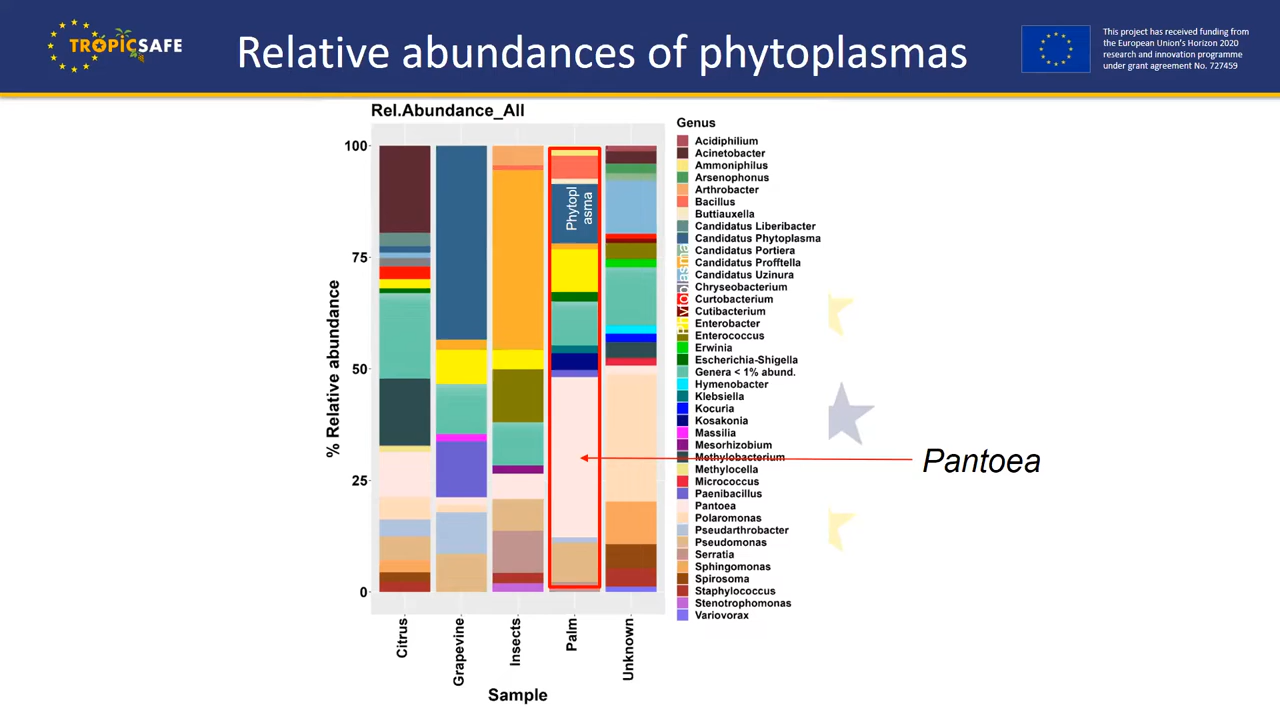 TROPICSAFE
Relative abundances of phytoplasmas
This project has received funding from
the European Union's Horizon 2020
research and innovation programme
under grant agreement No. 727459
Rel.Abundance_All
% Relative abundance
100
75
50
25
0
Phytopl
asma
Citrus
Grapevine
Insects
Palm
Unknown
Sample
Genus
Acidiphilium
Acinetobacter
Ammoniphilus
Arsenophonus
Arthrobacter
Bacillus
Buttiauxella
Candidatus Liberibacter
Candidatus Phytoplasma
Candidatus Portiera
Candidatus Profftella
Candidatus Uzinura
Chryseobacterium
Curtobacterium
Cutibacterium
Enterobacter
Enterococcus
Erwinia
Escherichia-Shigella
Genera < 1% abund.
Hymenobacter
Klebsiella
Kocuria
Kosakonia
Massilia
Mesorhizobium
Methylobacterium
Methylocella
Micrococcus
Paenibacillus
Pantoea
Polaromonas
Pseudarthrobacter
Pseudomonas
Serratia
Sphingomonas
Spirosoma
Staphylococcus
Stenotrophomonas
Variovorax
Phytoplasma
Pantoea